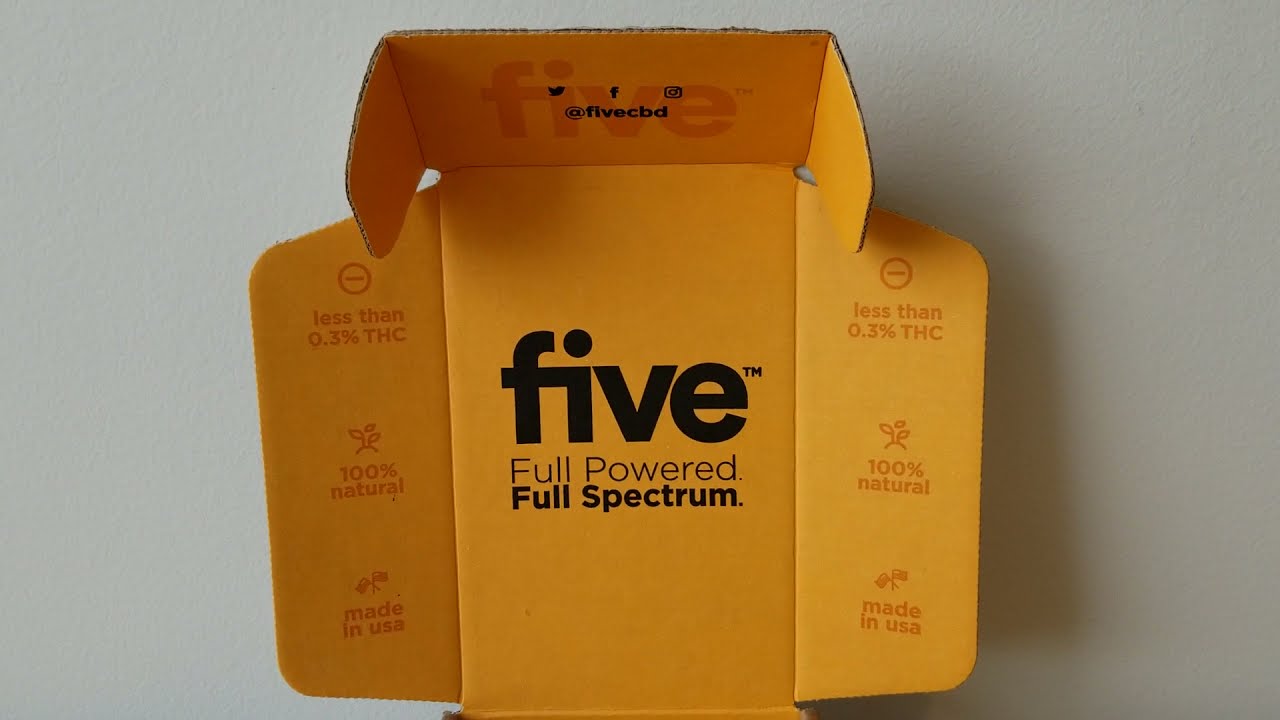 five™
@fivecbd
less than
0.3% THC
100%
natural
made
in usa
five™
Full Powered.
Full Spectrum.
less than
0.3% THC
100%
natural
made
in usa